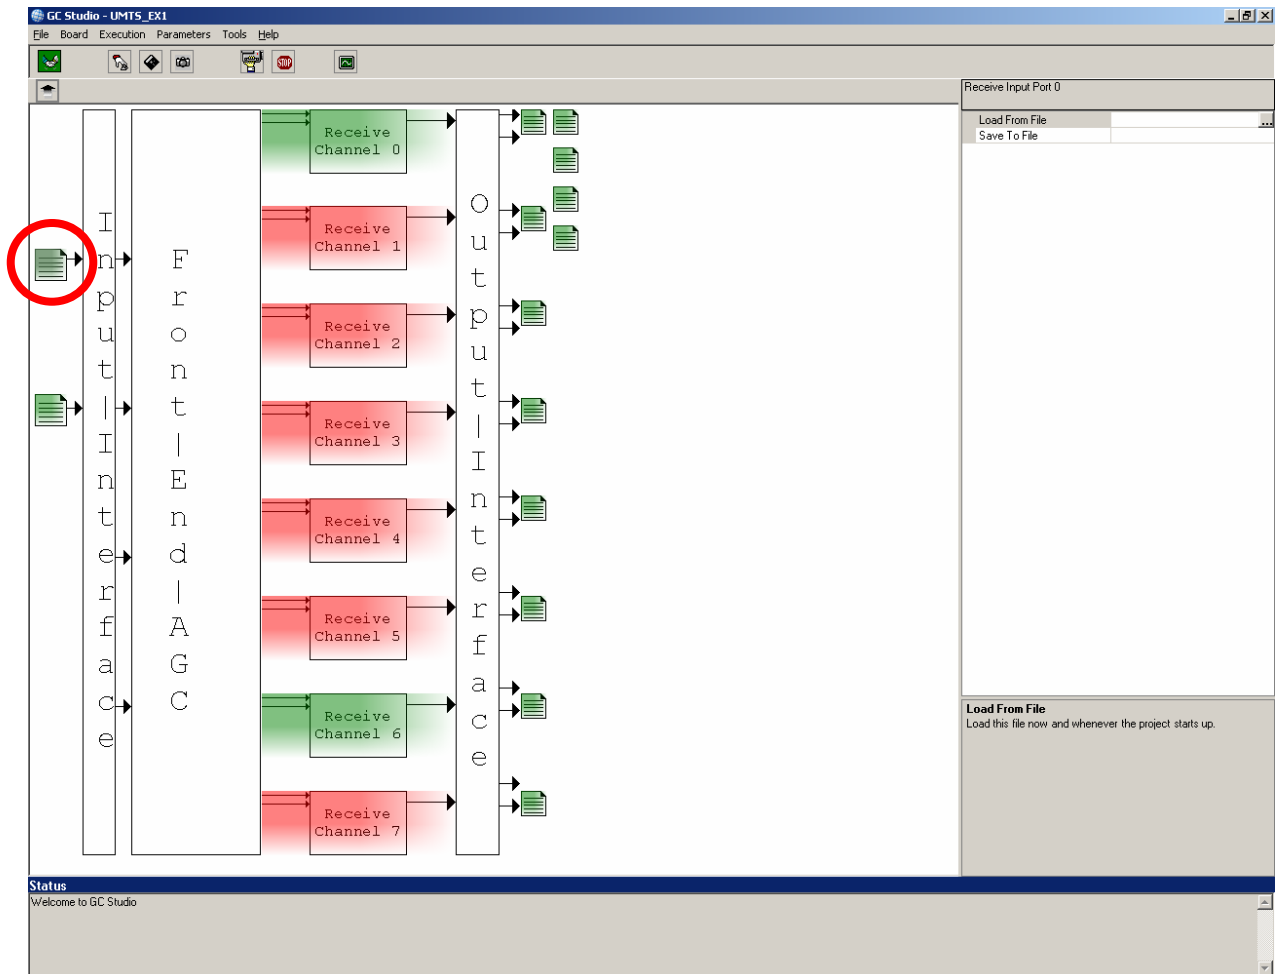 GC Studio - UMTS_EX1
File Board Execution Parameters Tools Help
STOP
Receive Input Port 0
Load From File ...
Save To File
Input|Interface
Front|End|AGC
Receive
Channel 0
Receive
Channel 1
Receive
Channel 2
Receive
Channel 3
Receive
Channel 4
Receive
Channel 5
Receive
Channel 6
Receive
Channel 7
Output|Interface
Load From File
Load this file now and whenever the project starts up.
Status
Welcome to GC Studio